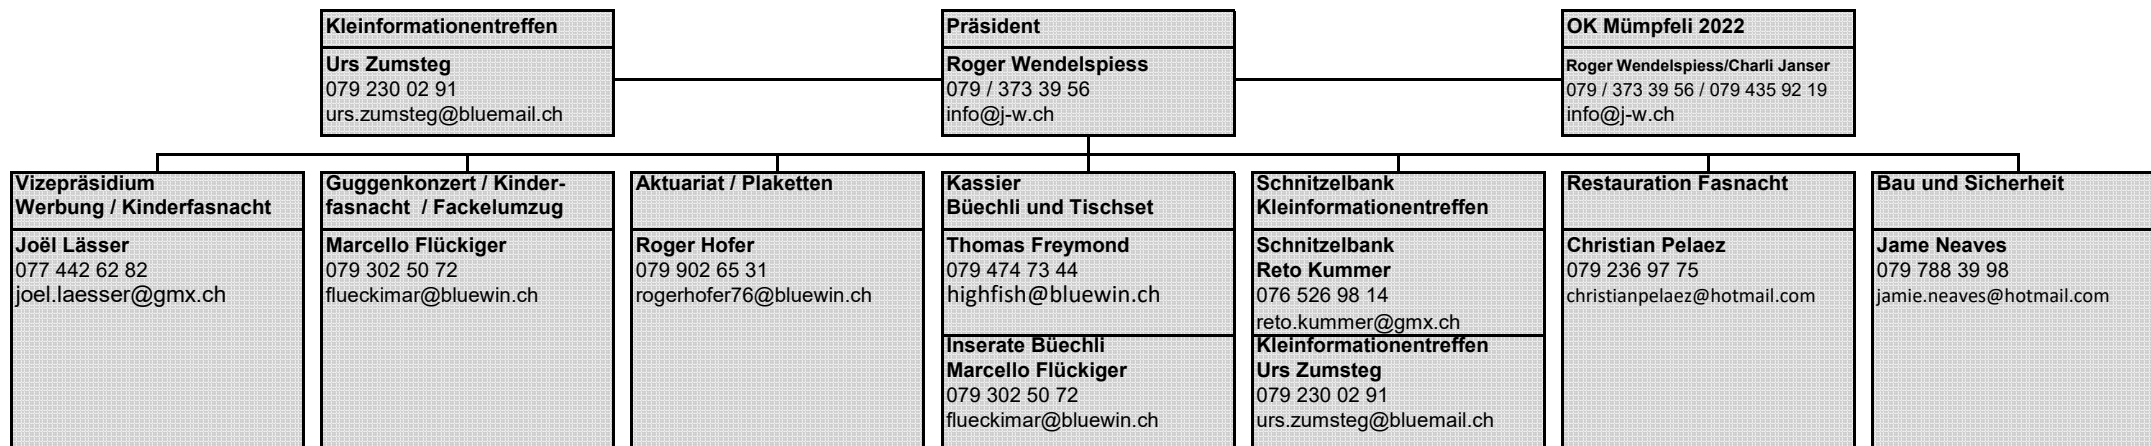 Kleinformationentreffen
Urs Zumsteg
079 230 02 91
urs.zumsteg@bluemail.ch
Präsident
Roger Wendelspiess
079 / 373 39 56
info@j-w.ch
OK Mümpfeli 2022
Roger Wendelspiess/Charli Janser
079 / 373 39 56 / 079 435 92 19
info@j-w.ch
Vizepräsidium
Werbung / Kinderfasnacht
Joël Lässer
077 442 62 82
joel.laesser@gmx.ch
Guggenkonzert / Kinder-
fasnacht / Fackelumzug
Marcello Flückiger
079 302 50 72
flueckimar@bluewin.ch
Aktuariat / Plaketten
Roger Hofer
079 902 65 31
rogerhofer76@bluewin.ch
Kassier
Büechli und Tischset
Thomas Freymond
079 474 73 44
highfish@bluewin.ch
Inserate Büechli
Marcello Flückiger
079 302 50 72
flueckimar@bluewin.ch
Schnitzelbank
Kleinformationentreffen
Schnitzelbank
Reto Kummer
076 526 98 14
reto.kummer@gmx.ch
Kleinformationentreffen
Urs Zumsteg
079 230 02 91
urs.zumsteg@bluemail.ch
Restauration Fasnacht
Christian Pelaez
079 236 97 75
christianpelaez@hotmail.com
Bau und Sicherheit
Jame Neaves
079 788 39 98
jamie.neaves@hotmail.com